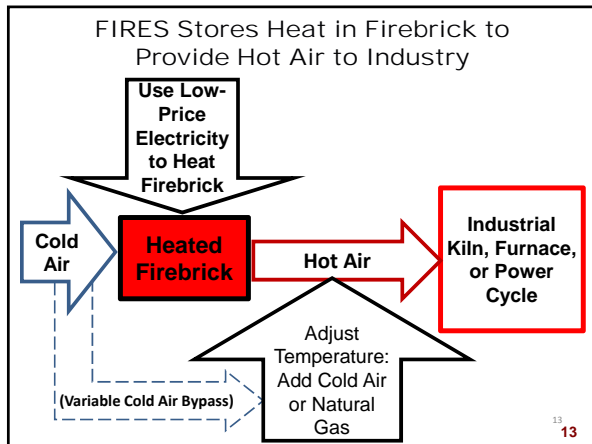 FIRES Stores Heat in Firebrick to
Provide Hot Air to Industry
Use Low-
Price
Electricity
to Heat
Firebrick
Cold
Air
Heated
Firebrick
Hot Air
Industrial
Kiln, Furnace,
or Power
Cycle
Adjust
Temperature:
Add Cold Air
or Natural
Gas
(Variable Cold Air Bypass)
13
13